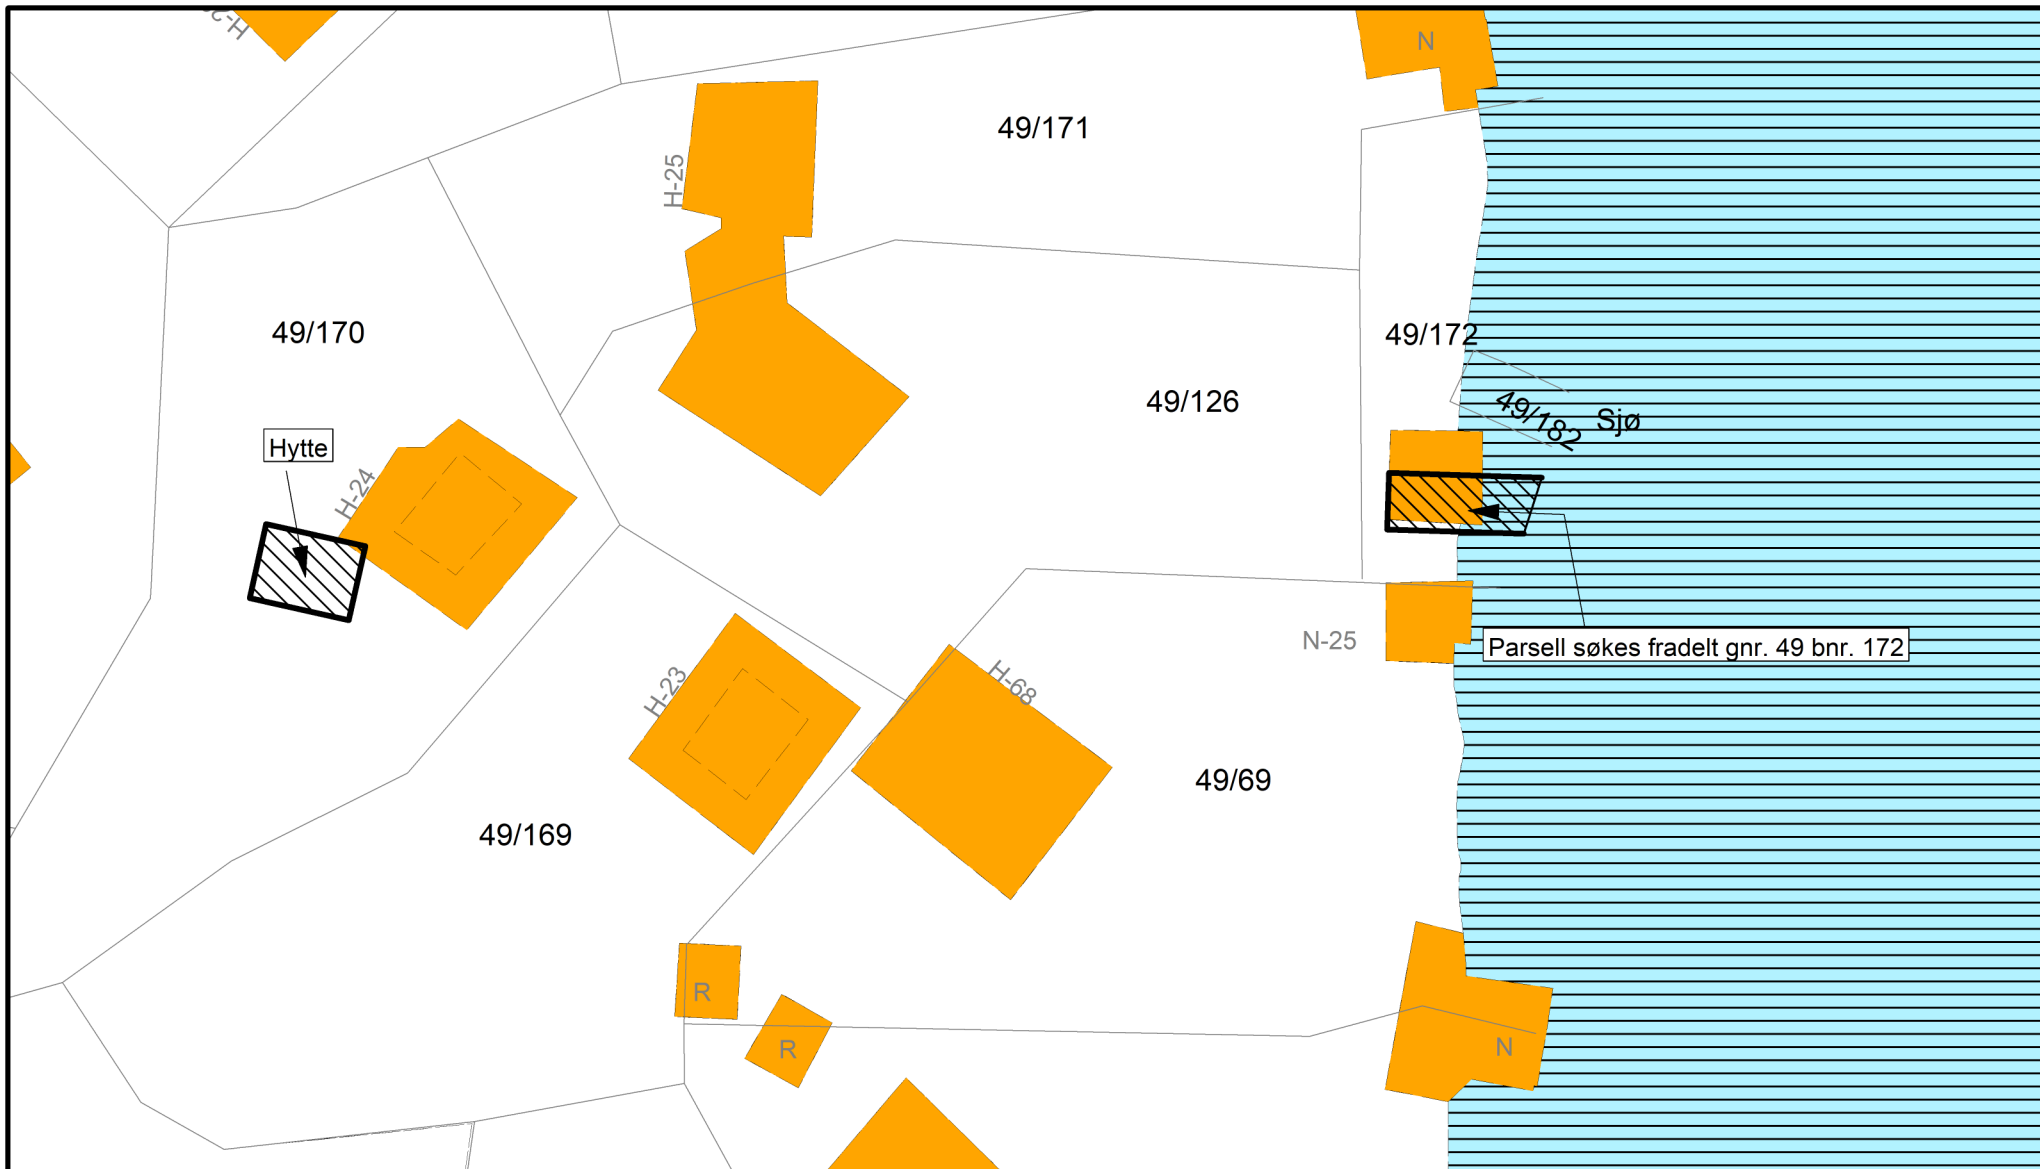 N
49/171
H-25
49/170
49/172
49/126
49/182
Sjø
Hytte
H-24
N-25
Parsell søkes fradelt gnr. 49 bnr. 172
H-23
H-68
49/69
49/169
R
R
N